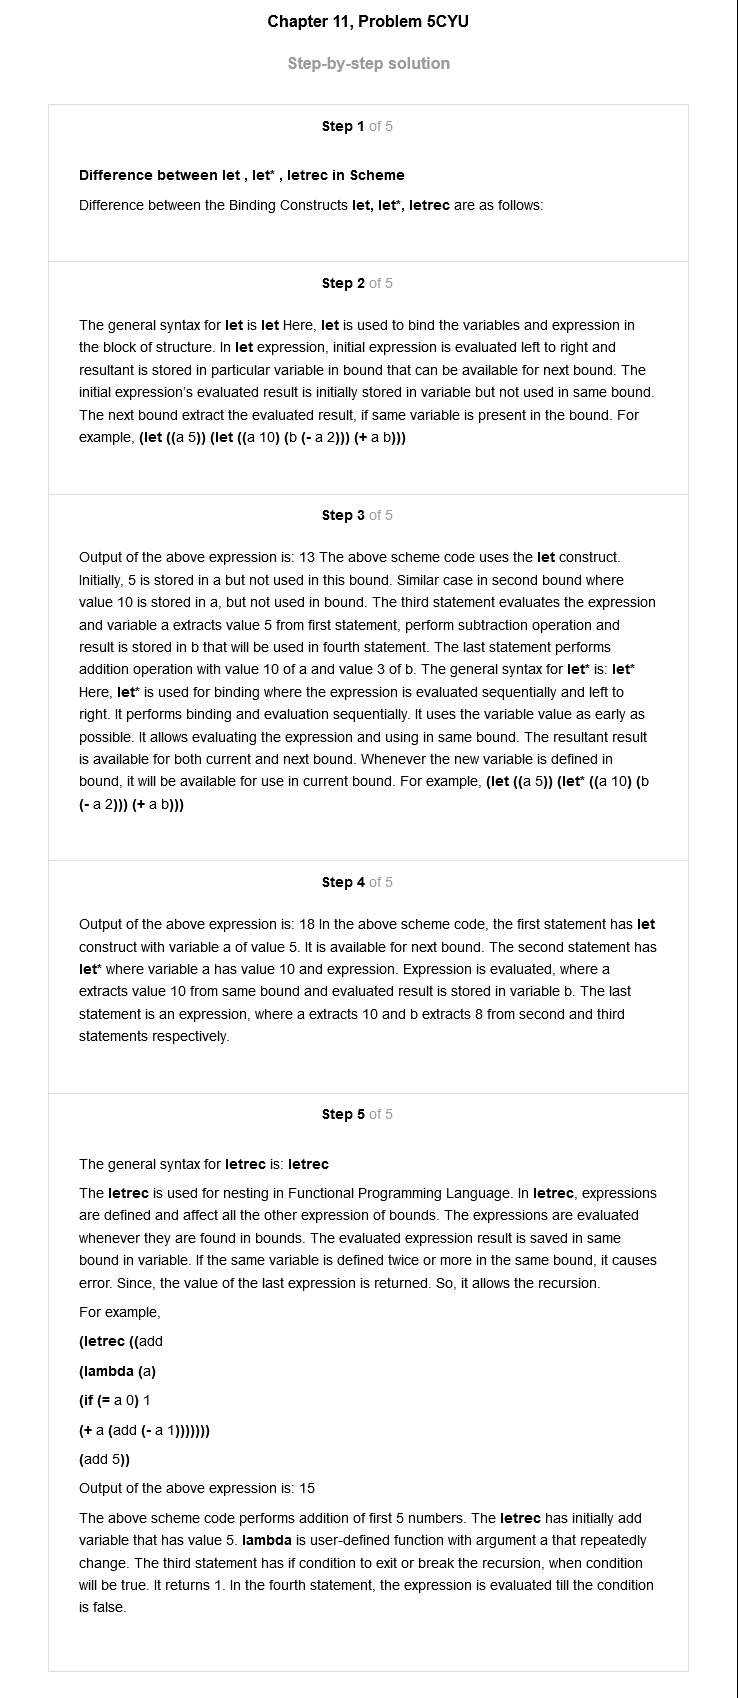 Chapter 11, Problem 5CYU
Step-by-step solution
Step 1 of 5
Difference between let , let* , letrec in Scheme
Difference between the Binding Constructs let, let*, letrec are as follows:
Step 2 of 5
The general syntax for let is let Here, let is used to bind the variables and expression in
the block of structure. In let expression, initial expression is evaluated left to right and
resultant is stored in particular variable in bound that can be available for next bound. The
initial expression's evaluated result is initially stored in variable but not used in same bound.
The next bound extract the evaluated result, if same variable is present in the bound. For
example, (let ((a 5)) (let ((a 10) (b (- a 2))) (+ a b)))
Step 3 of 5
Output of the above expression is: 13 The above scheme code uses the let construct.
Initially, 5 is stored in a but not used in this bound. Similar case in second bound where
value 10 is stored in a, but not used in bound. The third statement evaluates the expression
and variable a extracts value 5 from first statement, perform subtraction operation and
result is stored in b that will be used in fourth statement. The last statement performs
addition operation with value 10 of a and value 3 of b. The general syntax for let* is: let*
Here, let* is used for binding where the expression is evaluated sequentially and left to
right. It performs binding and evaluation sequentially. It uses the variable value as early as
possible. It allows evaluating the expression and using in same bound. The resultant result
is available for both current and next bound. Whenever the new variable is defined in
bound, it will be available for use in current bound. For example, (let ((a 5)) (let* ((a 10) (b
(- a 2))) (+ a b)))
Step 4 of 5
Output of the above expression is: 18 In the above scheme code, the first statement has let
construct with variable a of value 5. It is available for next bound. The second statement has
let* where variable a has value 10 and expression. Expression is evaluated, where a
extracts value 10 from same bound and evaluated result is stored in variable b. The last
statement is an expression, where a extracts 10 and b extracts 8 from second and third
statements respectively.
Step 5 of 5
The general syntax for letrec is: letrec
The letrec is used for nesting in Functional Programming Language. In letrec, expressions
are defined and affect all the other expression of bounds. The expressions are evaluated
whenever they are found in bounds. The evaluated expression result is saved in same
bound in variable. If the same variable is defined twice or more in the same bound, it causes
error. Since, the value of the last expression is returned. So, it allows the recursion.
For example,
(letrec ((add
(lambda (a)
(if (= a 0) 1
(+ a (add (- a 1)))))))
(add 5))
Output of the above expression is: 15
The above scheme code performs addition of first 5 numbers. The letrec has initially add
variable that has value 5. lambda is user-defined function with argument a that repeatedly
change. The third statement has if condition to exit or break the recursion, when condition
will be true. It returns 1. In the fourth statement, the expression is evaluated till the condition
is false.